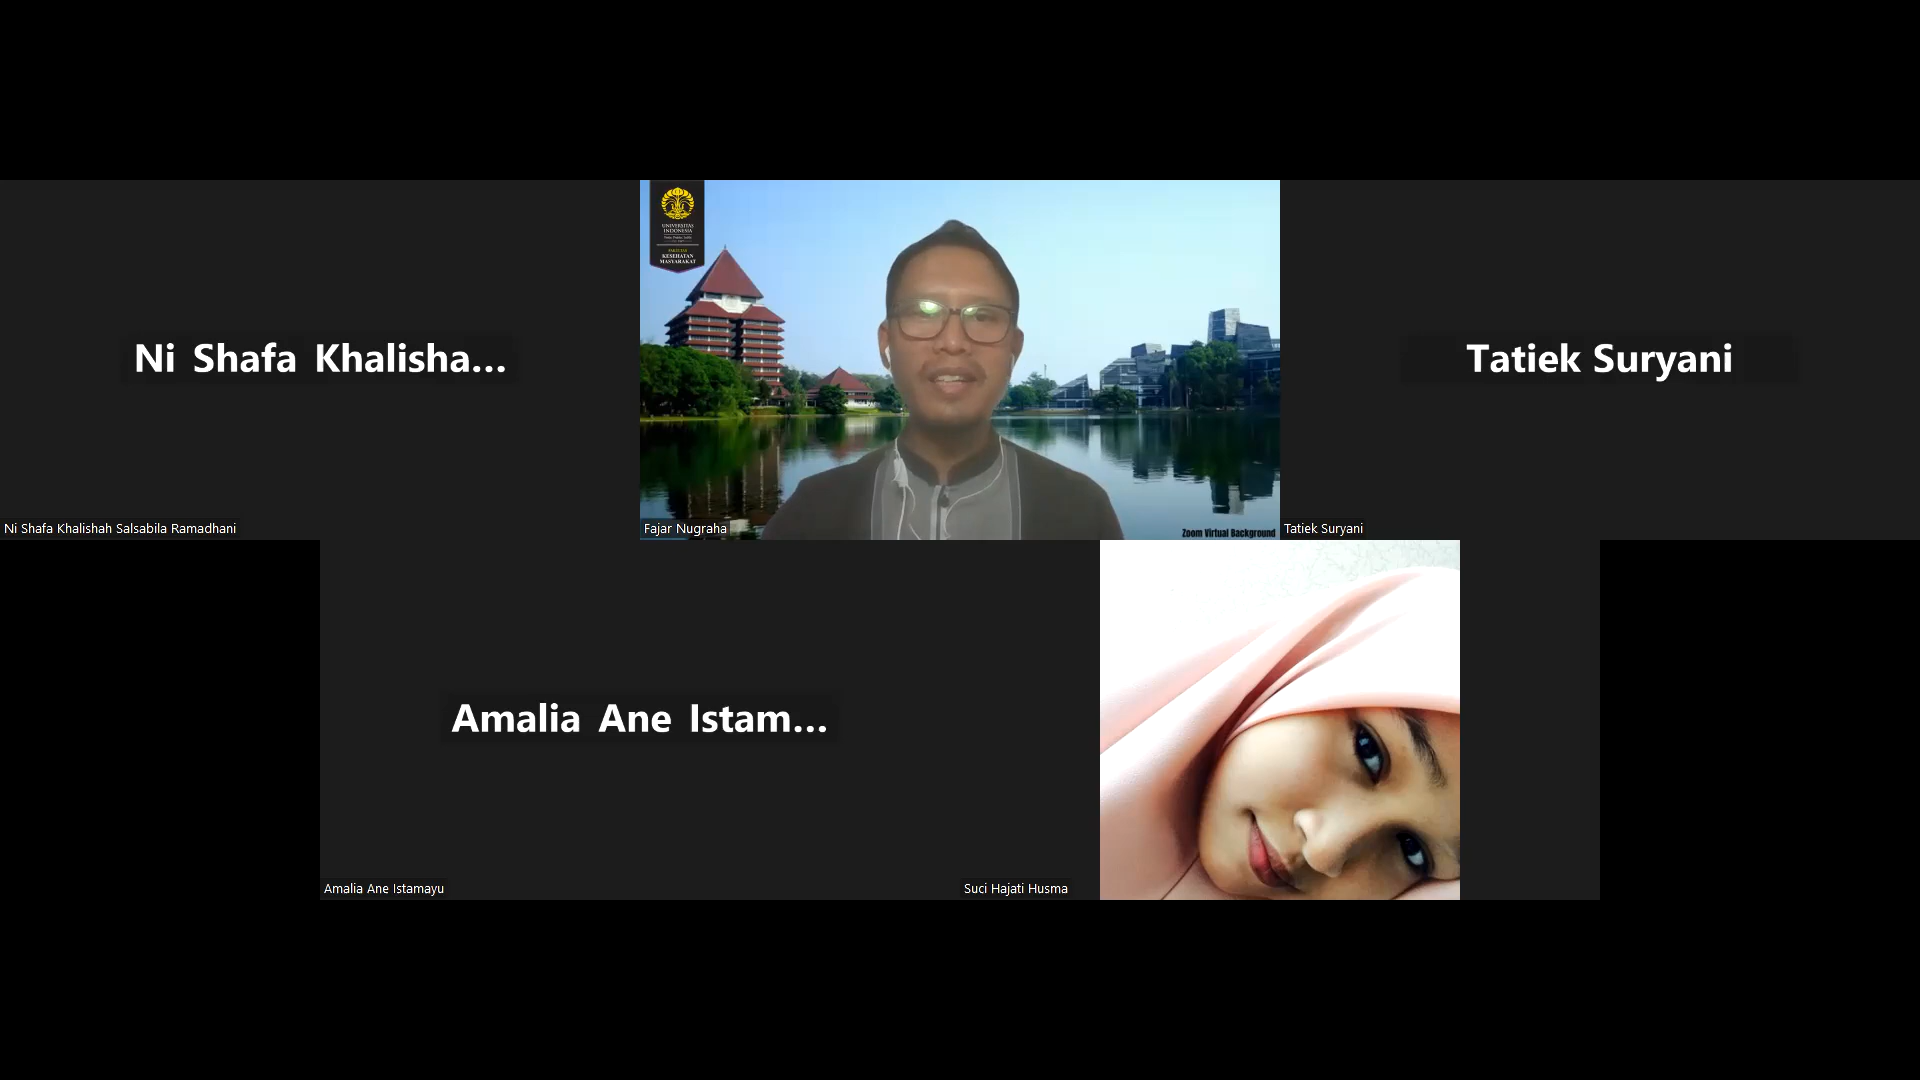 Ni Shafa Khalisha...
Ni Shafa Khalishah Salsabila Ramadhani
UNIVERSITAS
INDONESIA
FAKULTAS
KESEHATAN
MASYARAKAT
Fajar Nugraha
Zoom Virtual Background
Tatiek Suryani
Tatiek Suryani
Amalia Ane Istam...
Amalia Ane Istamayu
Suci Hajati Husma